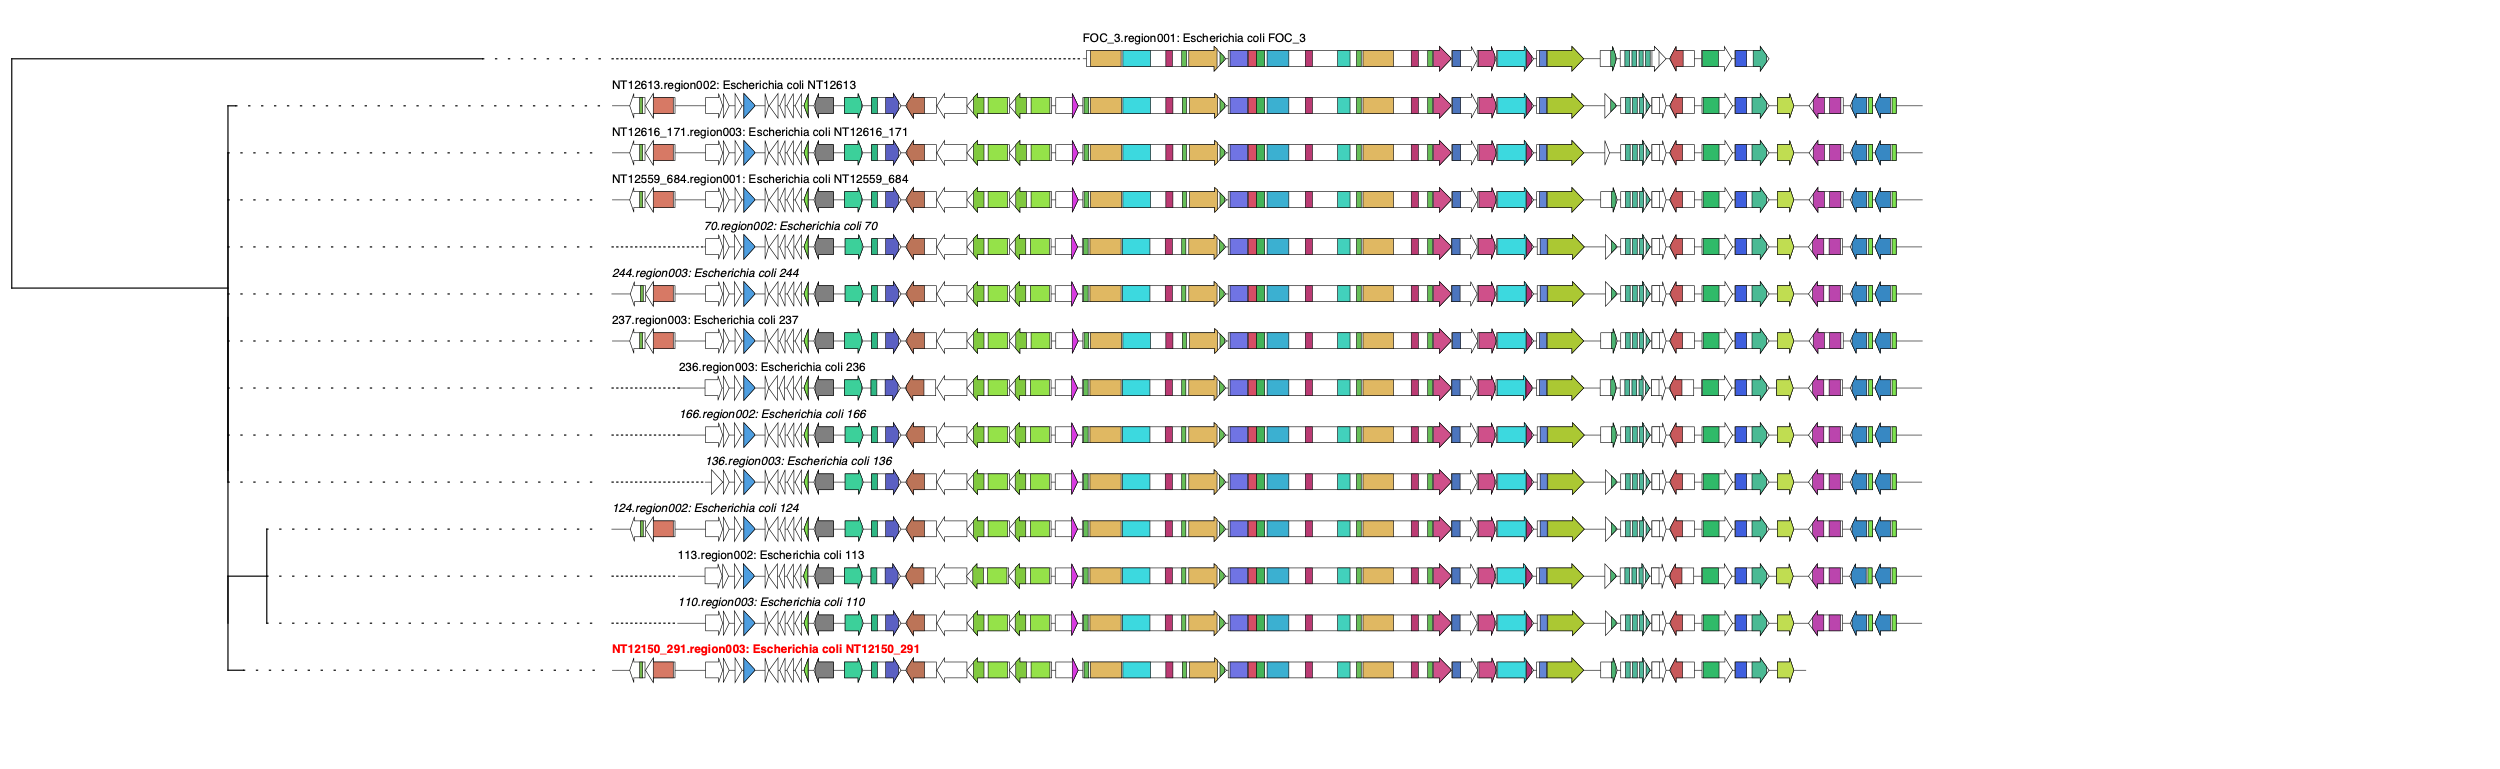 FOC_3.region001: Escherichia coli FOC_3
NT12613.region002: Escherichia coli NT12613
NT12616_171.region003: Escherichia coli NT12616_171
NT12559_684.region001: Escherichia coli NT12559_684
70.region002: Escherichia coli 70
244.region003: Escherichia coli 244
237.region003: Escherichia coli 237
236.region003: Escherichia coli 236
166.region002: Escherichia coli 166
136.region003: Escherichia coli 136
124.region002: Escherichia coli 124
113.region002: Escherichia coli 113
110.region003: Escherichia coli 110
NT12150_291.region003: Escherichia coli NT12150_291